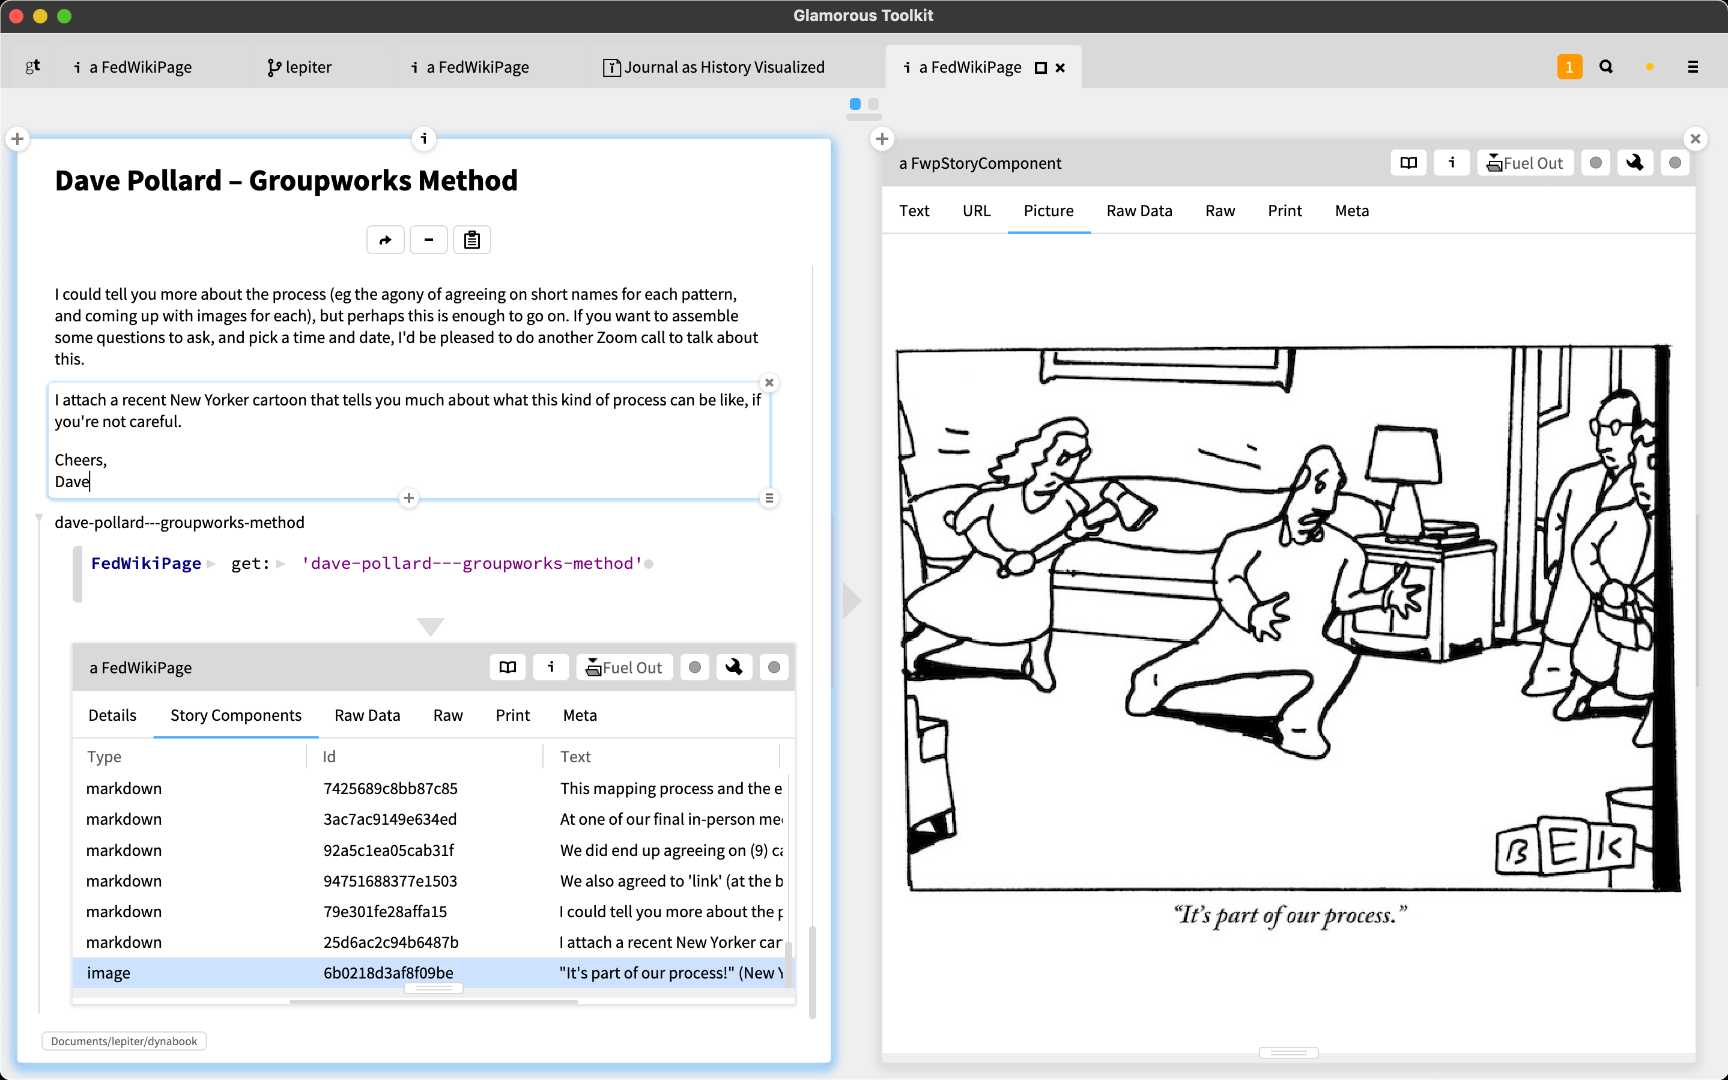 Glamorous Toolkit
gt
i a FedWikiPage
lepiter
i a FedWikiPage
Journal as History Visualized
i a FedWikiPage
1
i
Dave Pollard – Groupworks Method
I could tell you more about the process (eg the agony of agreeing on short names for each pattern,
and coming up with images for each), but perhaps this is enough to go on. If you want to assemble
some questions to ask, and pick a time and date, I'd be pleased to do another Zoom call to talk about
this.
I attach a recent New Yorker cartoon that tells you much about what this kind of process can be like, if
you're not careful.
Cheers,
Dave
dave-pollard---groupworks-method
FedWikiPage get: 'dave-pollard---groupworks-method'
a FedWikiPage
i
Fuel Out
Details Story Components Raw Data Raw Print Meta
Type Id Text
markdown 7425689c8bb87c85 This mapping process and the e
markdown 3ac7ac9149e634ed At one of our final in-person me
markdown 92a5c1ea05cab31f We did end up agreeing on (9) ca
markdown 94751688377e1503 We also agreed to 'link' (at the b
markdown 79e301fe28affa15 I could tell you more about the p
markdown 25d6ac2c94b6487b I attach a recent New Yorker car
image 6b0218d3af8f09be "It's part of our process!" (New Y
Documents/lepiter/dynabook
a FwpStoryComponent
i
Fuel Out
Text URL Picture Raw Data Raw Print Meta
BEK
“It's part of our process.”